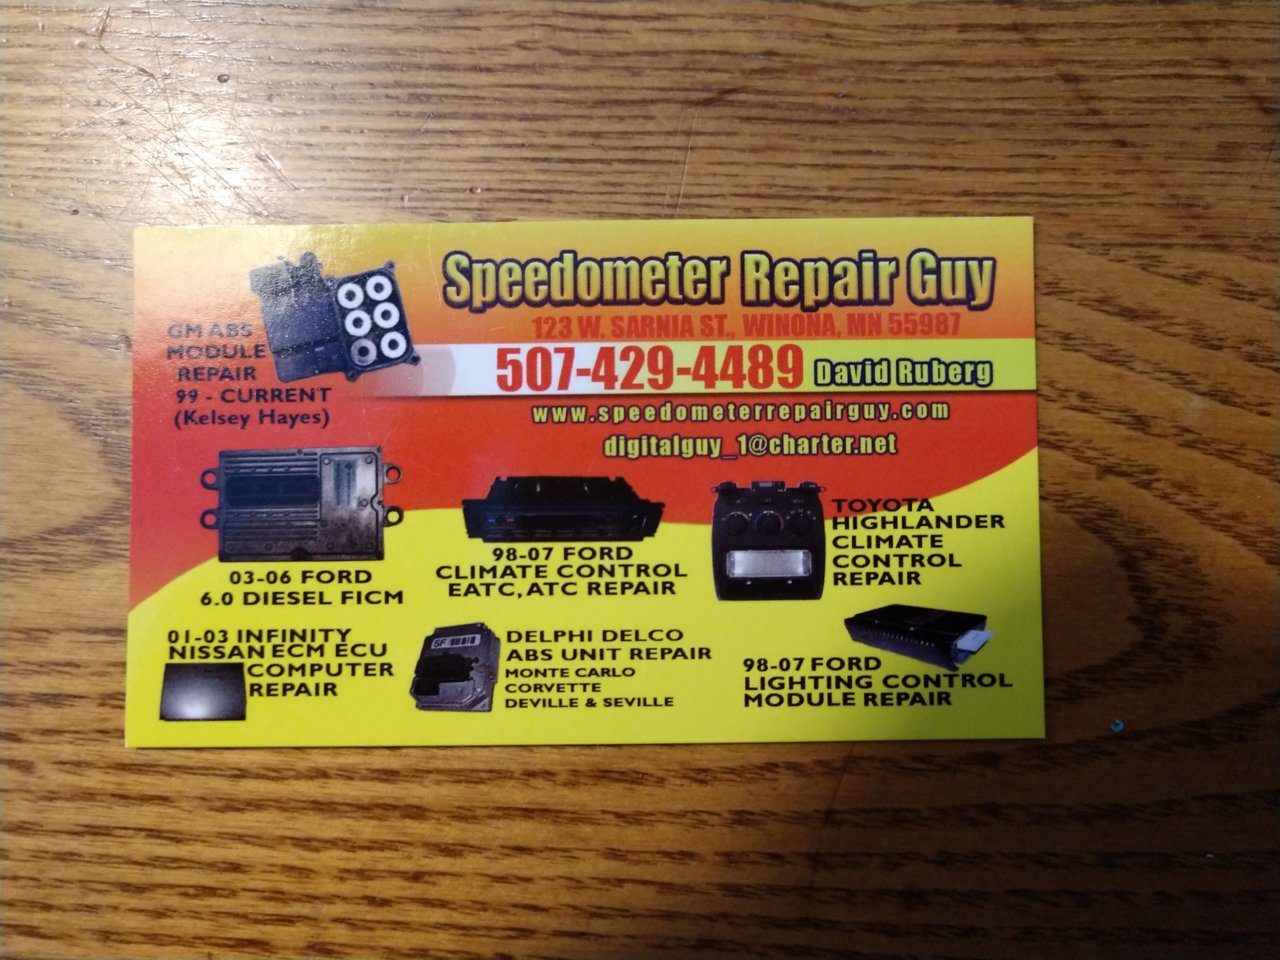 Speedometer Repair Guy
123 W. SARNIA ST., WINONA, MN 55987
507-429-4489 David Ruberg
www.speedometerrepairguy.com
digitalguy_1@charter.net
GM ABS
MODULE
REPAIR
99 - CURRENT
(Kelsey Hayes)
03-06 FORD
6.0 DIESEL FICM
98-07 FORD
CLIMATE CONTROL
EATC, ATC REPAIR
TOYOTA
HIGHLANDER
CLIMATE
CONTROL
REPAIR
01-03 INFINITY
NISSAN ECM ECU
COMPUTER
REPAIR
SF
DELPHI DELCO
ABS UNIT REPAIR
MONTE CARLO
CORVETTE
DEVILLE & SEVILLE
98-07 FORD
LIGHTING CONTROL
MODULE REPAIR